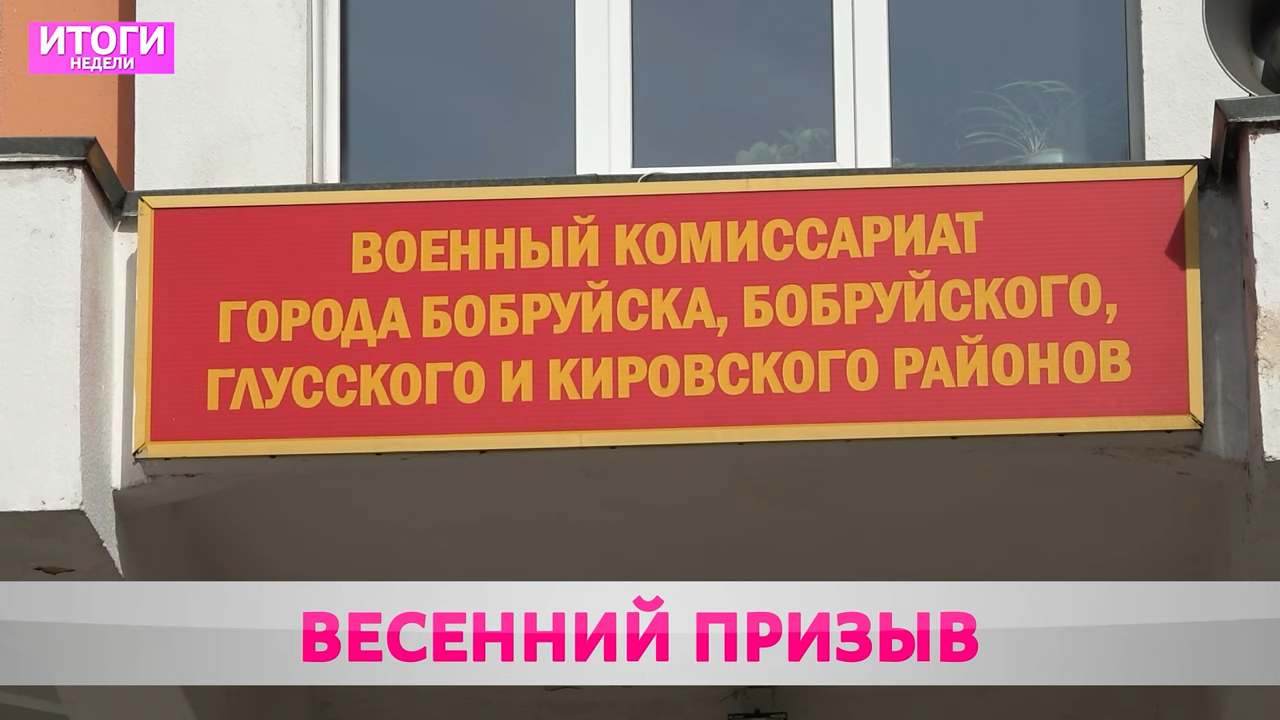 ИТОГИ
НЕДЕЛИ
ВОЕННЫЙ КОМИССАРИАТ
ГОРОДА БОБРУЙСКА, БОБРУЙСКОГО,
ГЛУССКОГО И КИРОВСКОГО РАЙОНОВ
ВЕСЕННИЙ ПРИЗЫВ